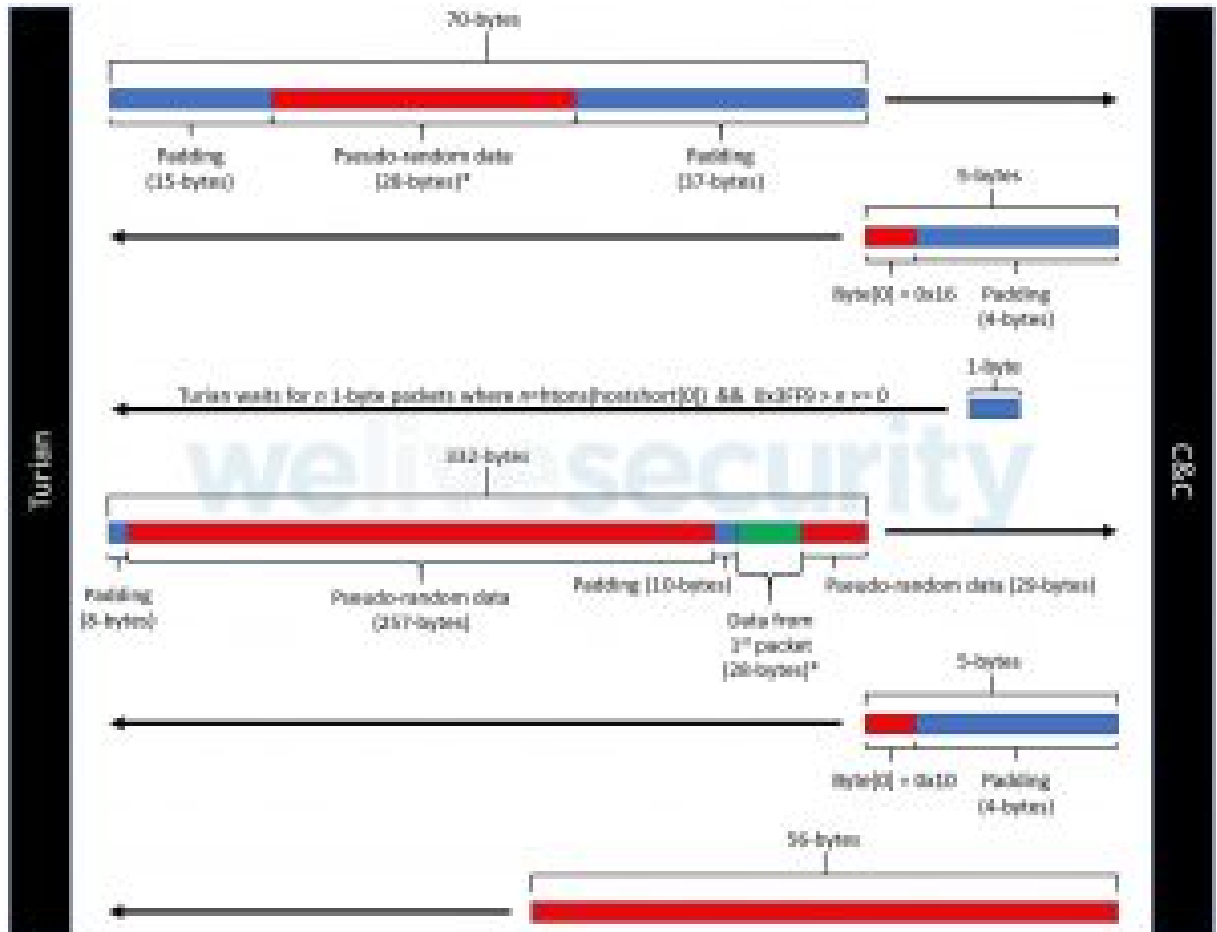 70-bytes
Padding
(15-bytes)
Pseudo-random data
(28-bytes)*
Padding
(27-bytes)
5-bytes
Byte[0] = 0x16
Padding
(4-bytes)
1-byte
Turian waits for n 1-byte packets where n=htons(hostshort[0]) && 0x3FF9 > n >= 0
welivesecurity
332-bytes
Padding
(8-bytes)
Pseudo-random data
(257-bytes)
Padding (10-bytes)
Data from
1st packet
(28-bytes)*
Pseudo-random data (29-bytes)
5-bytes
Byte[0] = 0x10
Padding
(4-bytes)
56-bytes
Turian
C&C